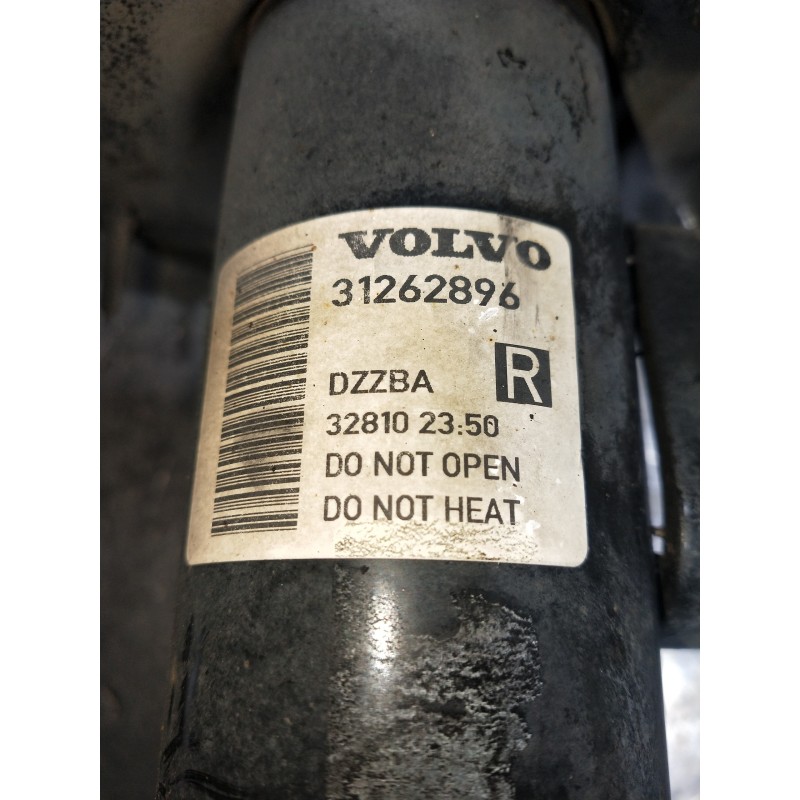 VOLVO
31262896
DZZBA R
32810 23:50
DO NOT OPEN
DO NOT HEAT